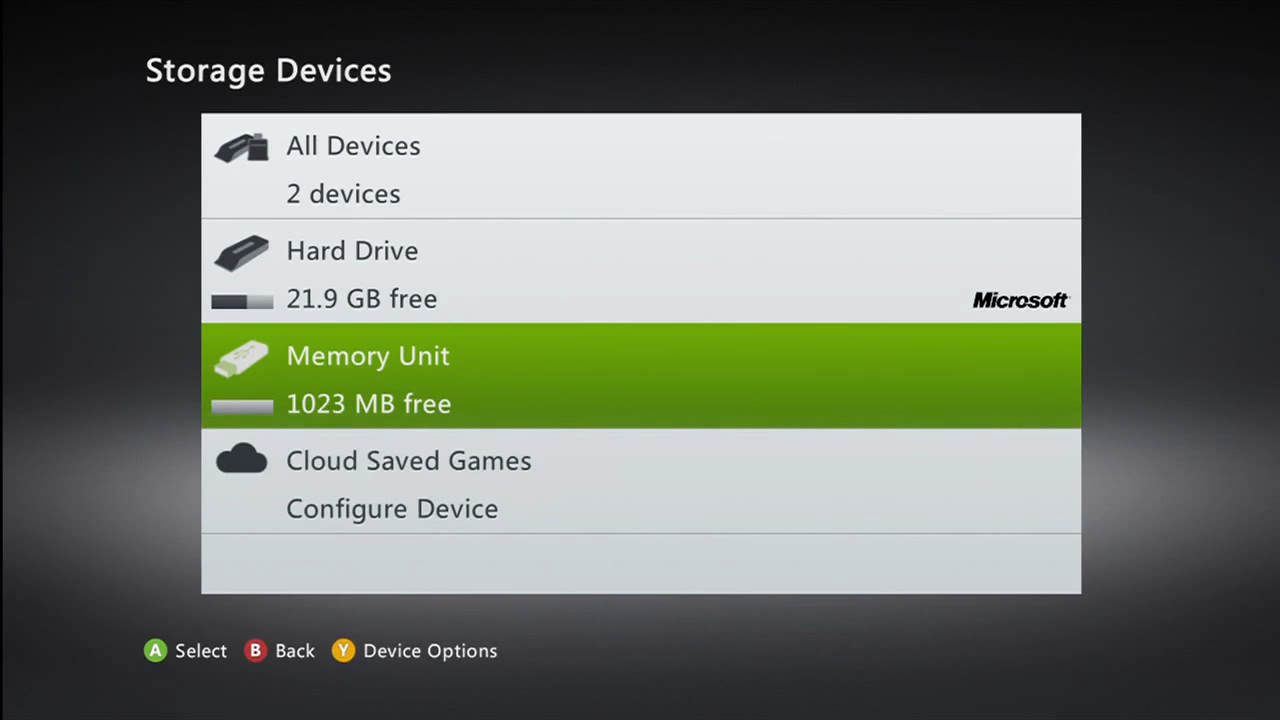 Storage Devices
All Devices
2 devices
Hard Drive
21.9 GB free
Microsoft
Memory Unit
1023 MB free
Cloud Saved Games
Configure Device
A Select B Back Y Device Options